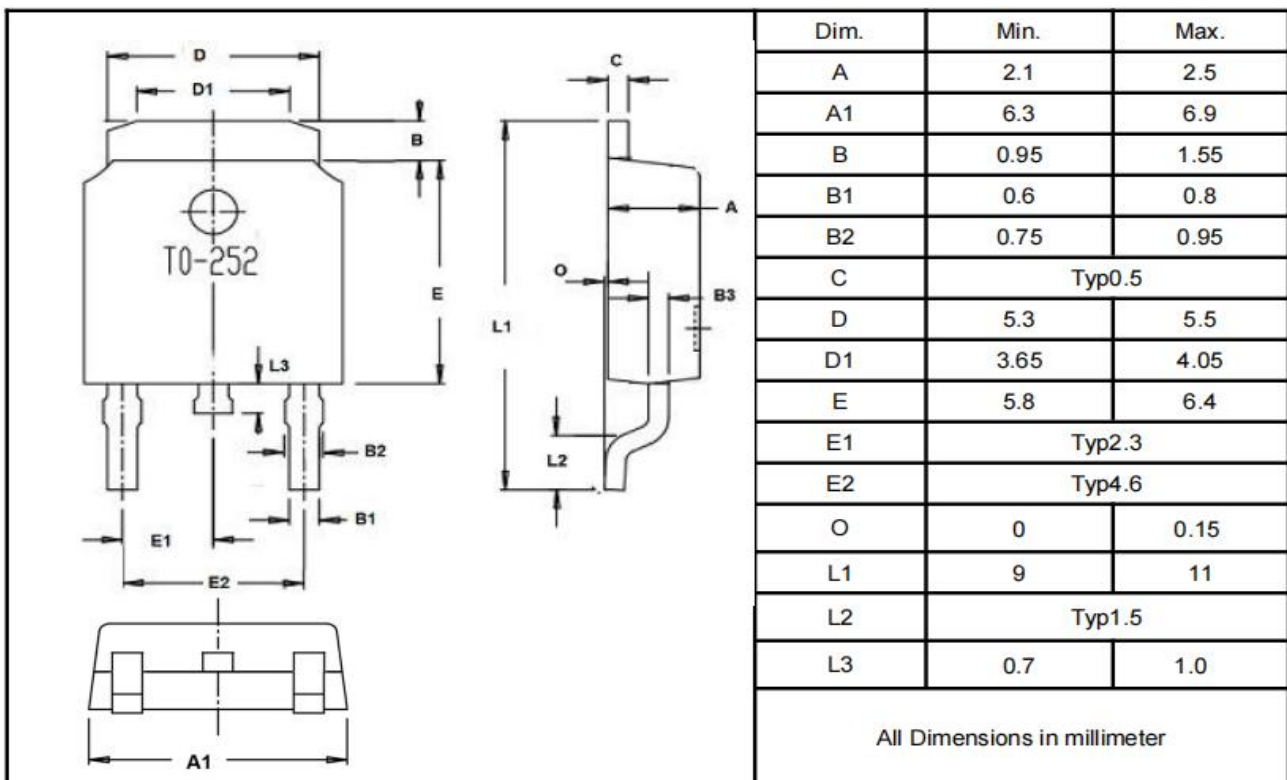 D
D1
B
TO-252
E
L3
B2
B1
E1
E2
A1
C
A
O
B3
L1
L2
Dim. Min. Max.
A 2.1 2.5
A1 6.3 6.9
B 0.95 1.55
B1 0.6 0.8
B2 0.75 0.95
C Typ0.5
D 5.3 5.5
D1 3.65 4.05
E 5.8 6.4
E1 Typ2.3
E2 Typ4.6
O 0 0.15
L1 9 11
L2 Typ1.5
L3 0.7 1.0
All Dimensions in millimeter